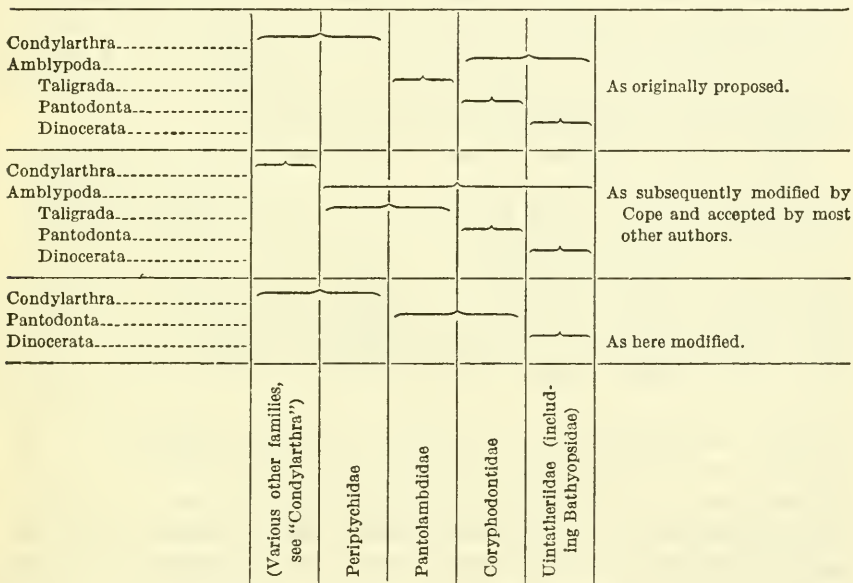 Condylarthra
Amblypoda
Taligrada
Pantodonta
Dinocerata
As originally proposed.
Condylarthra
Amblypoda
Taligrada
Pantodonta
Dinocerata
As subsequently modified by
Cope and accepted by most
other authors.
Condylarthra
Pantodonta
Dinocerata
As here modified.
(Various other families,
see "Condylarthra")
Periptychidae
Pantolambdidae
Coryphodontidae
Uintatheriidae (includ-
ing Bathyopsidae)